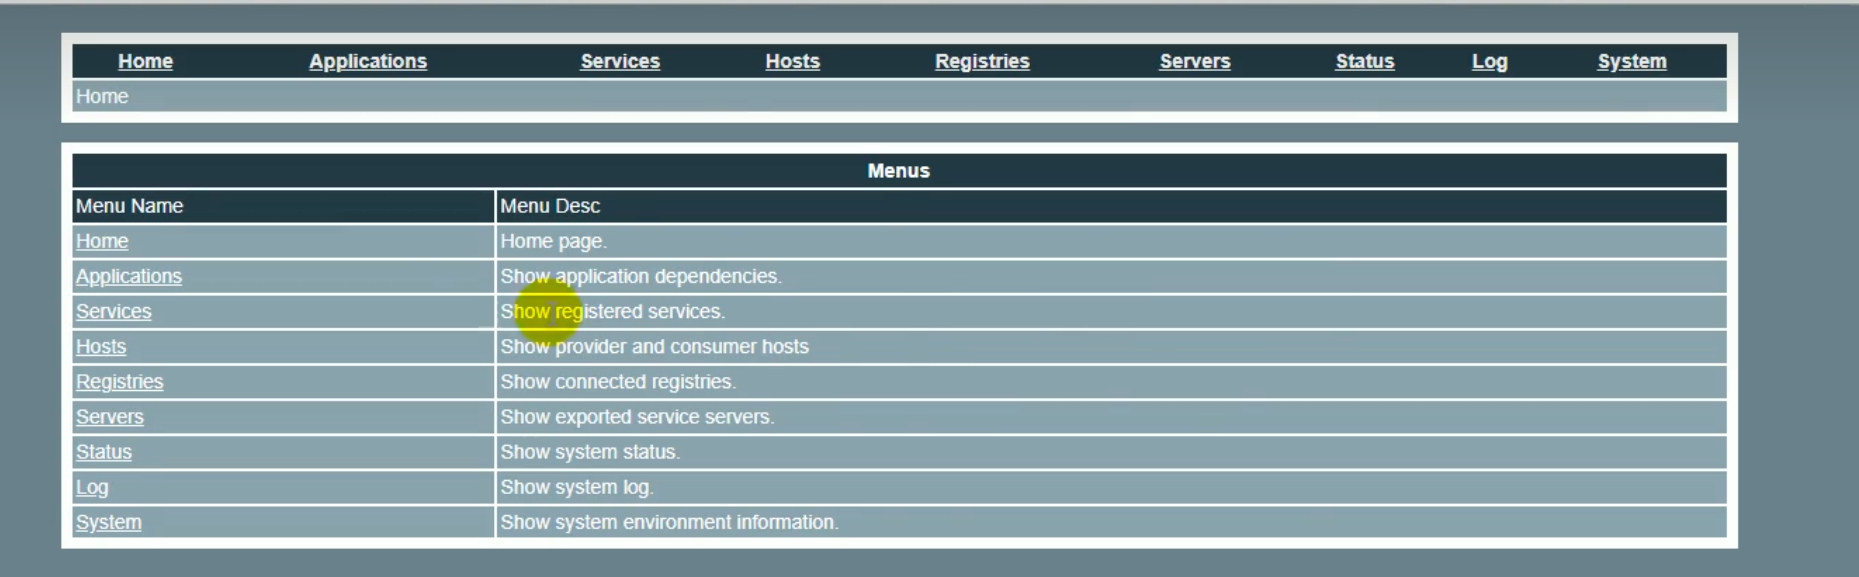 Home Applications Services Hosts Registries Servers Status Log System
Home
Menus
Menu Name Menu Desc
Home Home page.
Applications Show application dependencies.
Services Show registered services.
Hosts Show provider and consumer hosts
Registries Show connected registries.
Servers Show exported service servers.
Status Show system status.
Log Show system log.
System Show system environment information.